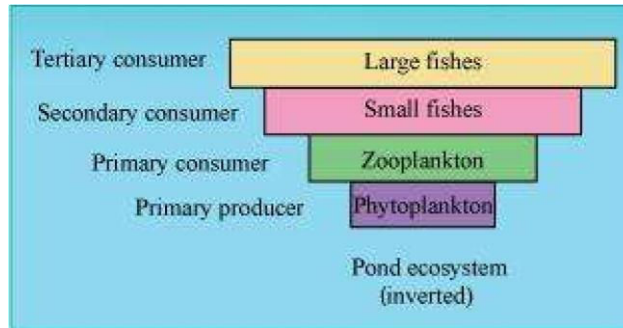 Tertiary consumer Large fishes
Secondary consumer Small fishes
Primary consumer Zooplankton
Primary producer Phytoplankton
Pond ecosystem
(inverted)